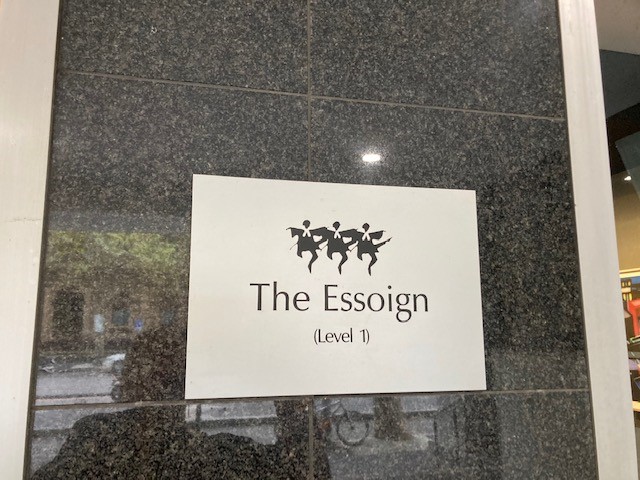 The Essoign
(Level 1)